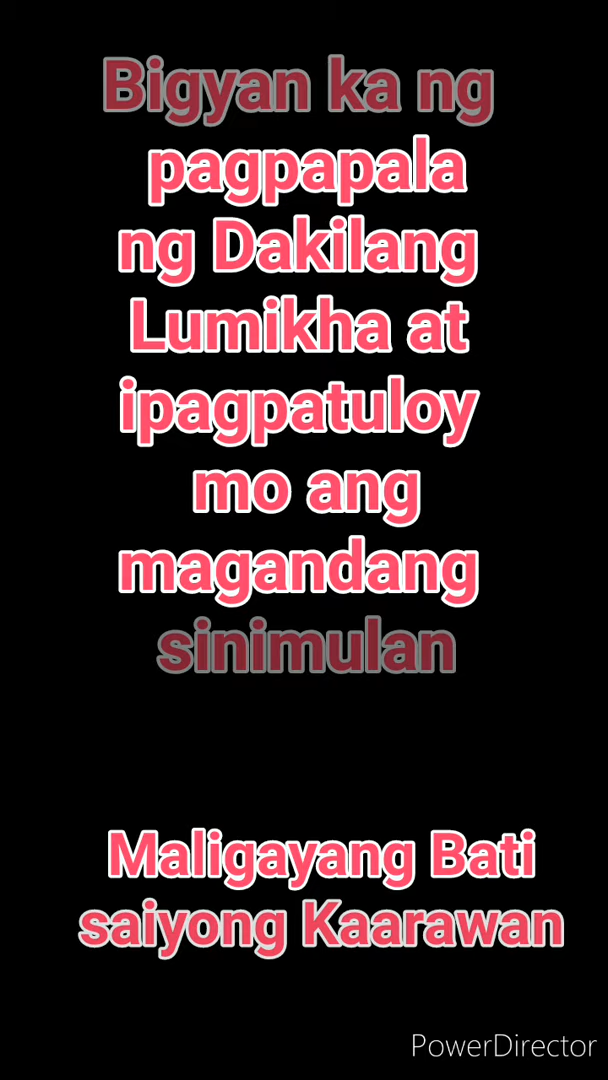 Bigyan ka ng
pagpapala
ng Dakilang
Lumikha at
ipagpatuloy
mo ang
magandang
sinimulan
Maligayang Bati
saiyong Kaarawan
PowerDirector